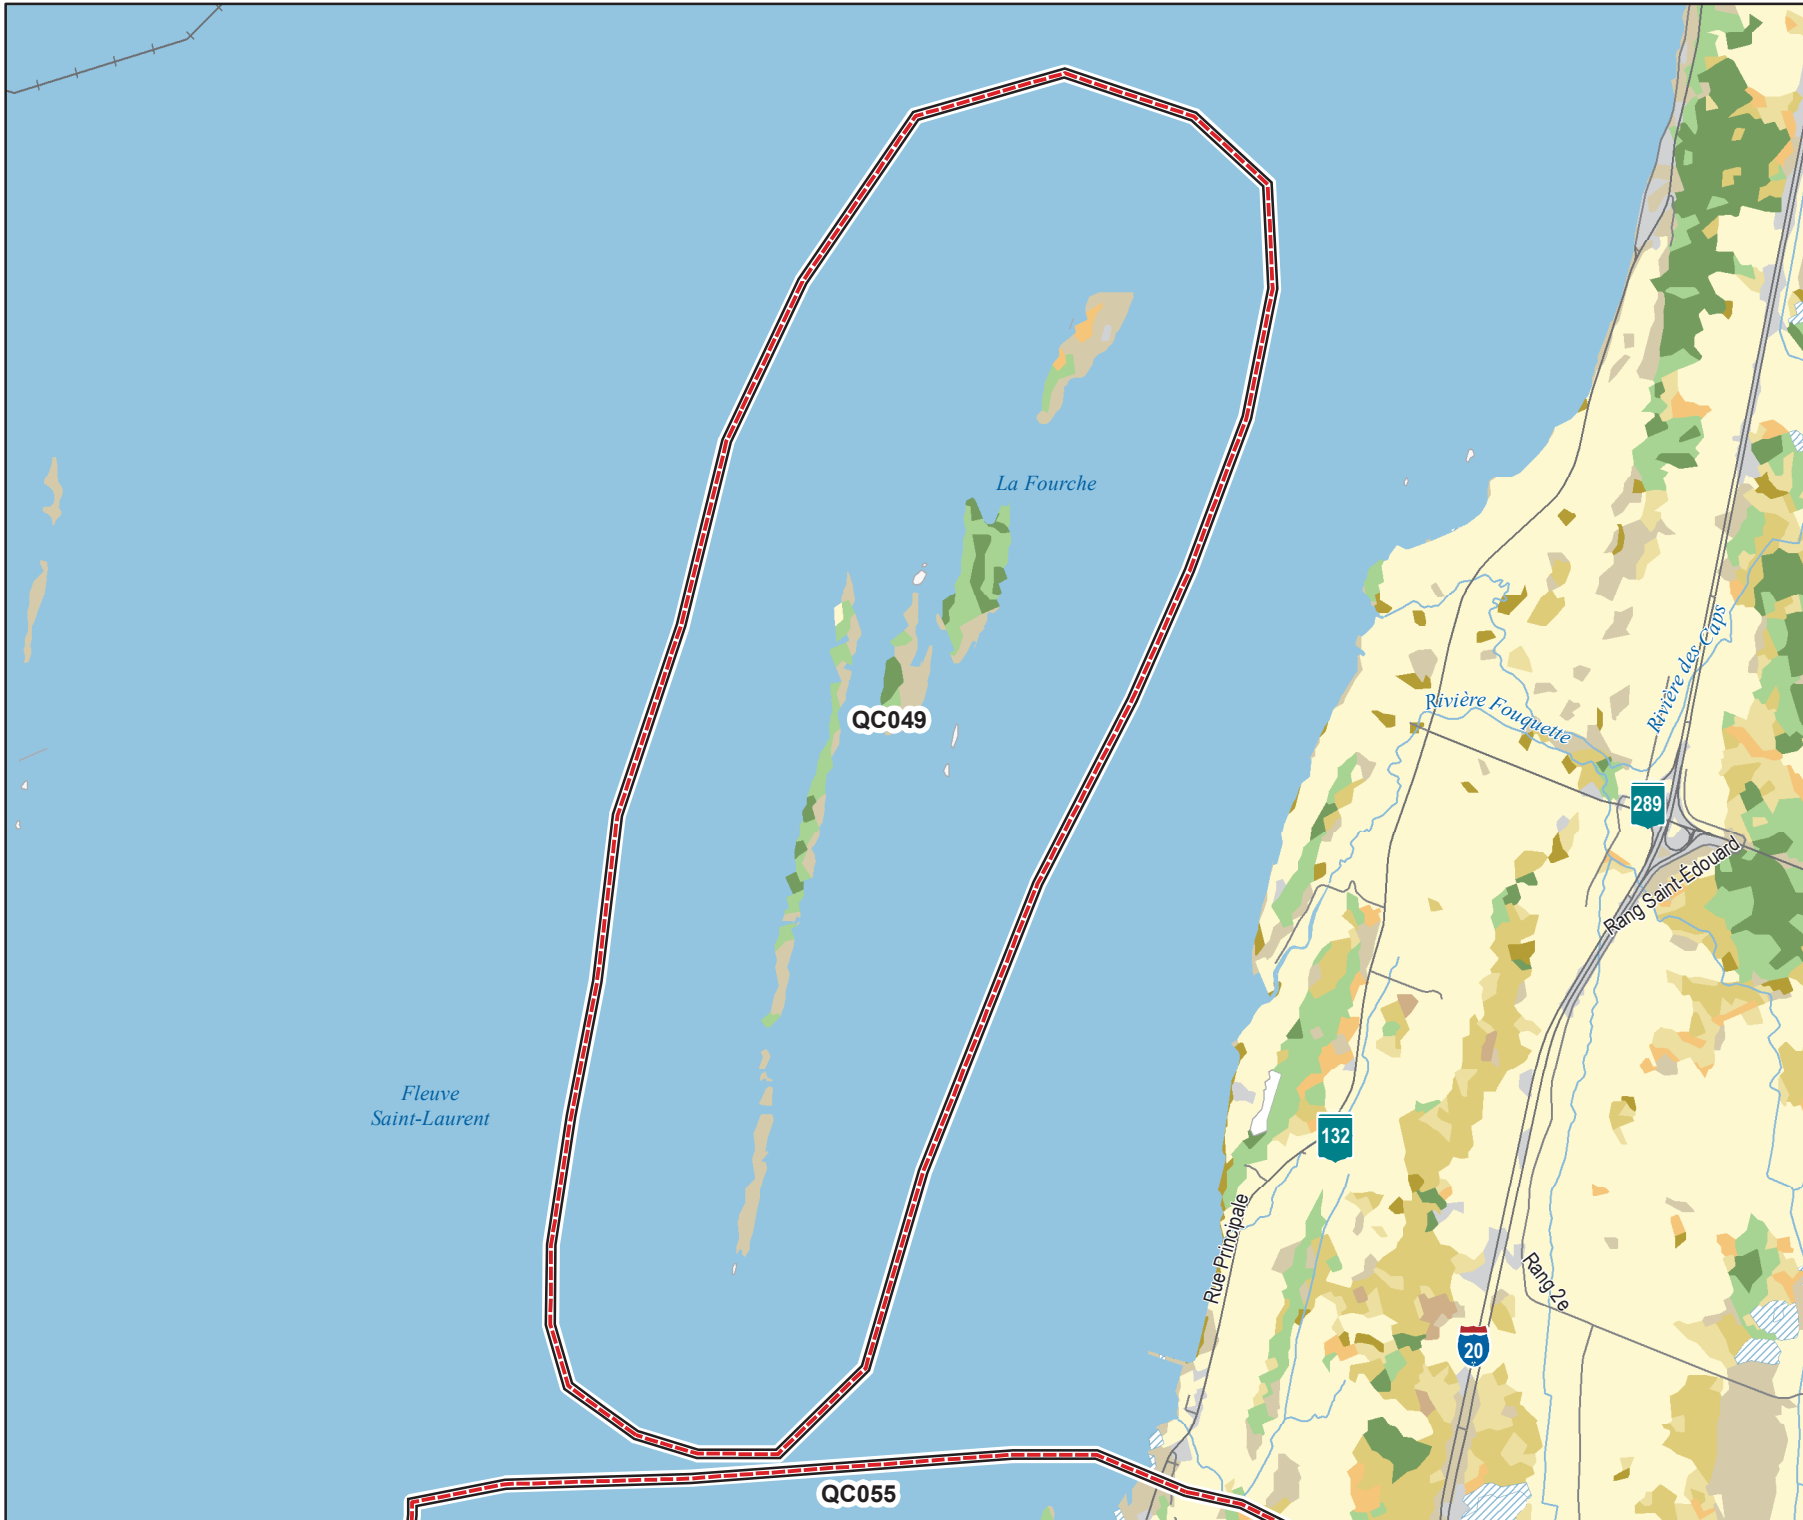 La Fourche
QC049
Rivière Fouquette
Rivière des Caps
289
Rang Saint-Édouard
Fleuve
Saint-Laurent
132
Rue Principale
Rang 2e
20
QC055